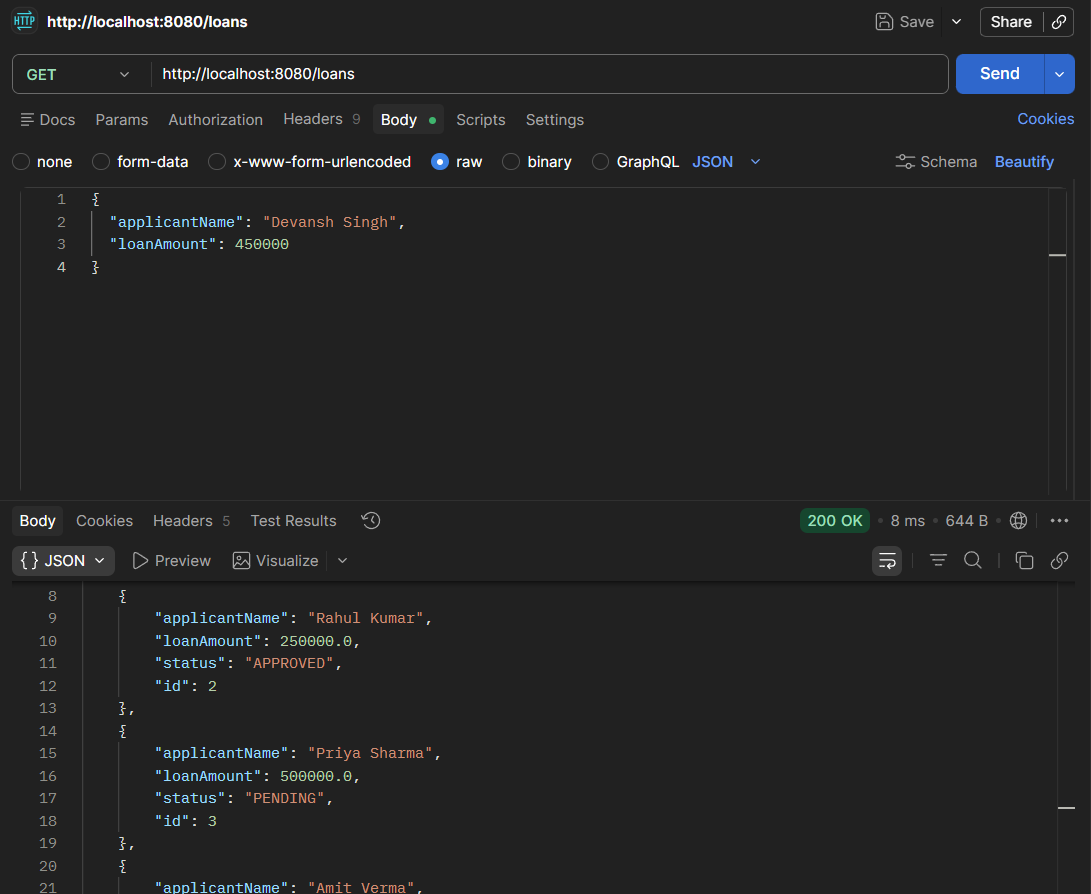 HTTP http://localhost:8080/loans Save Share
GET http://localhost:8080/loans Send
Docs Params Authorization Headers 9 Body Scripts Settings Cookies
none form-data x-www-form-urlencoded raw binary GraphQL JSON Schema Beautify
1 {
2 "applicantName": "Devansh Singh",
3 "loanAmount": 450000
4 }
Body Cookies Headers 5 Test Results 200 OK • 8 ms • 644 B •
{} JSON Preview Visualize
8 {
9 "applicantName": "Rahul Kumar",
10 "loanAmount": 250000.0,
11 "status": "APPROVED",
12 "id": 2
13 },
14 {
15 "applicantName": "Priya Sharma",
16 "loanAmount": 500000.0,
17 "status": "PENDING",
18 "id": 3
19 },
20 {
21 "applicantName": "Amit Verma",